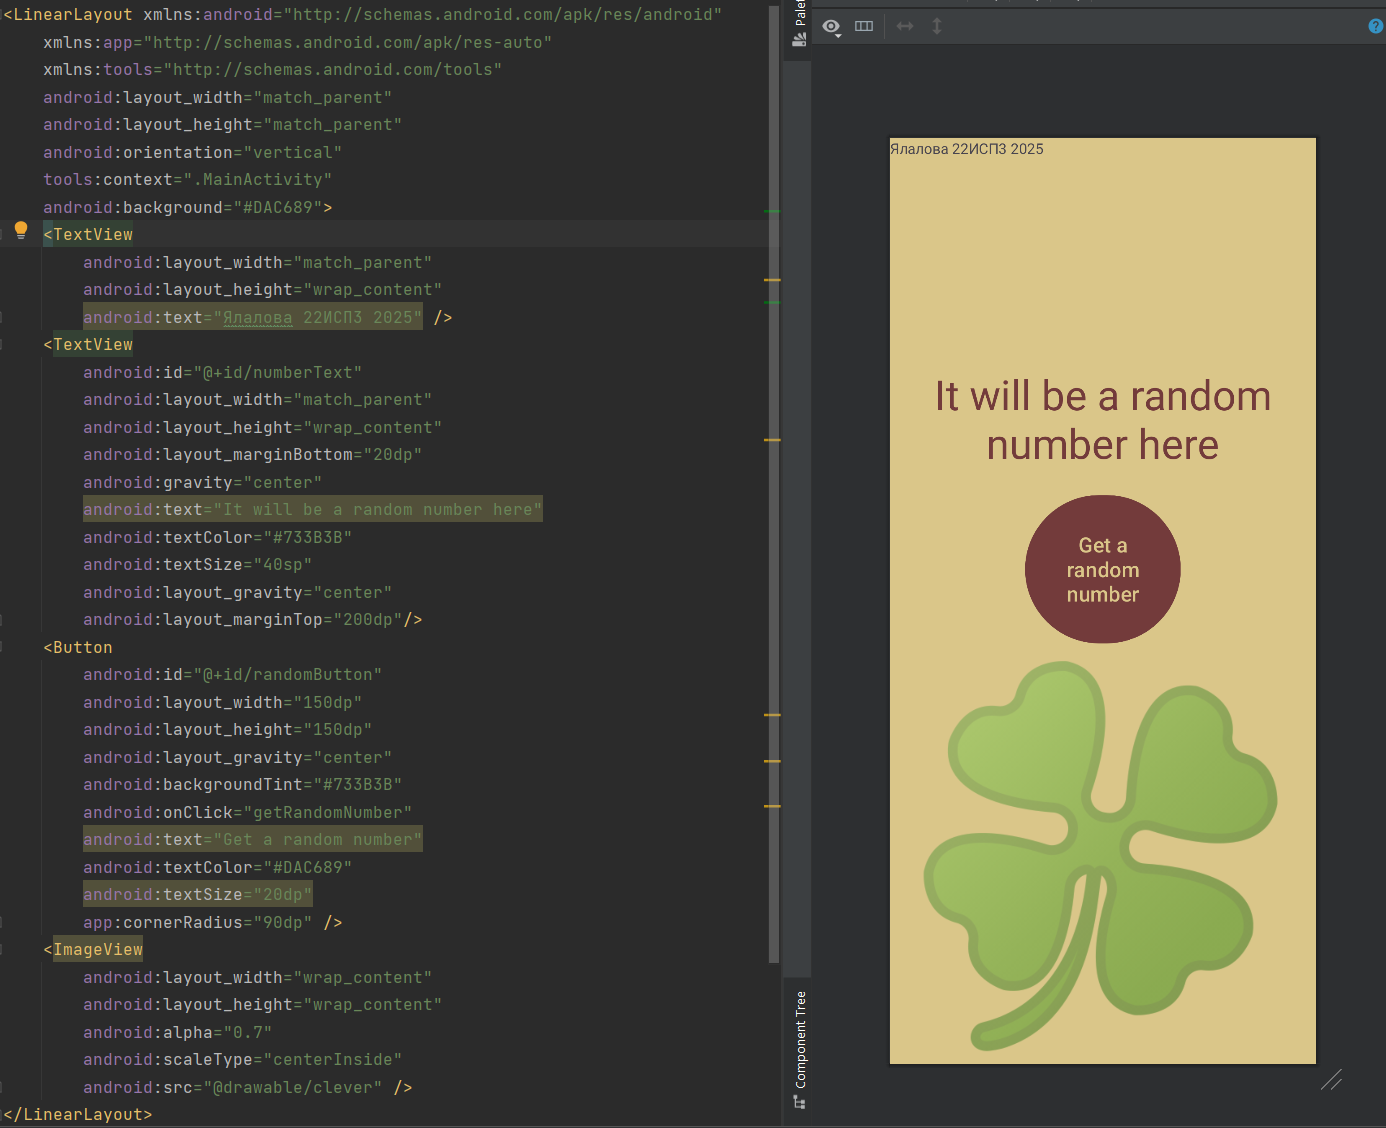 <LinearLayout xmlns:android="http://schemas.android.com/apk/res/android"
xmlns:app="http://schemas.android.com/apk/res-auto"
xmlns:tools="http://schemas.android.com/tools"
android:layout_width="match_parent"
android:layout_height="match_parent"
android:orientation="vertical"
tools:context=".MainActivity"
android:background="#DAC689">
<TextView
android:layout_width="match_parent"
android:layout_height="wrap_content"
android:text="Ялалова 22ИСП3 2025" />
<TextView
android:id="@+id/numberText"
android:layout_width="match_parent"
android:layout_height="wrap_content"
android:layout_marginBottom="20dp"
android:gravity="center"
android:text="It will be a random number here"
android:textColor="#733B3B"
android:textSize="40sp"
android:layout_gravity="center"
android:layout_marginTop="200dp"/>
<Button
android:id="@+id/randomButton"
android:layout_width="150dp"
android:layout_height="150dp"
android:layout_gravity="center"
android:backgroundTint="#733B3B"
android:onClick="getRandomNumber"
android:text="Get a random number"
android:textColor="#DAC689"
android:textSize="20dp"
app:cornerRadius="90dp" />
<ImageView
android:layout_width="wrap_content"
android:layout_height="wrap_content"
android:alpha="0.7"
android:scaleType="centerInside"
android:src="@drawable/clever" />
</LinearLayout>
Component Tree
?
Ялалова 22ИСП3 2025
It will be a random
number here
Get a
random
number